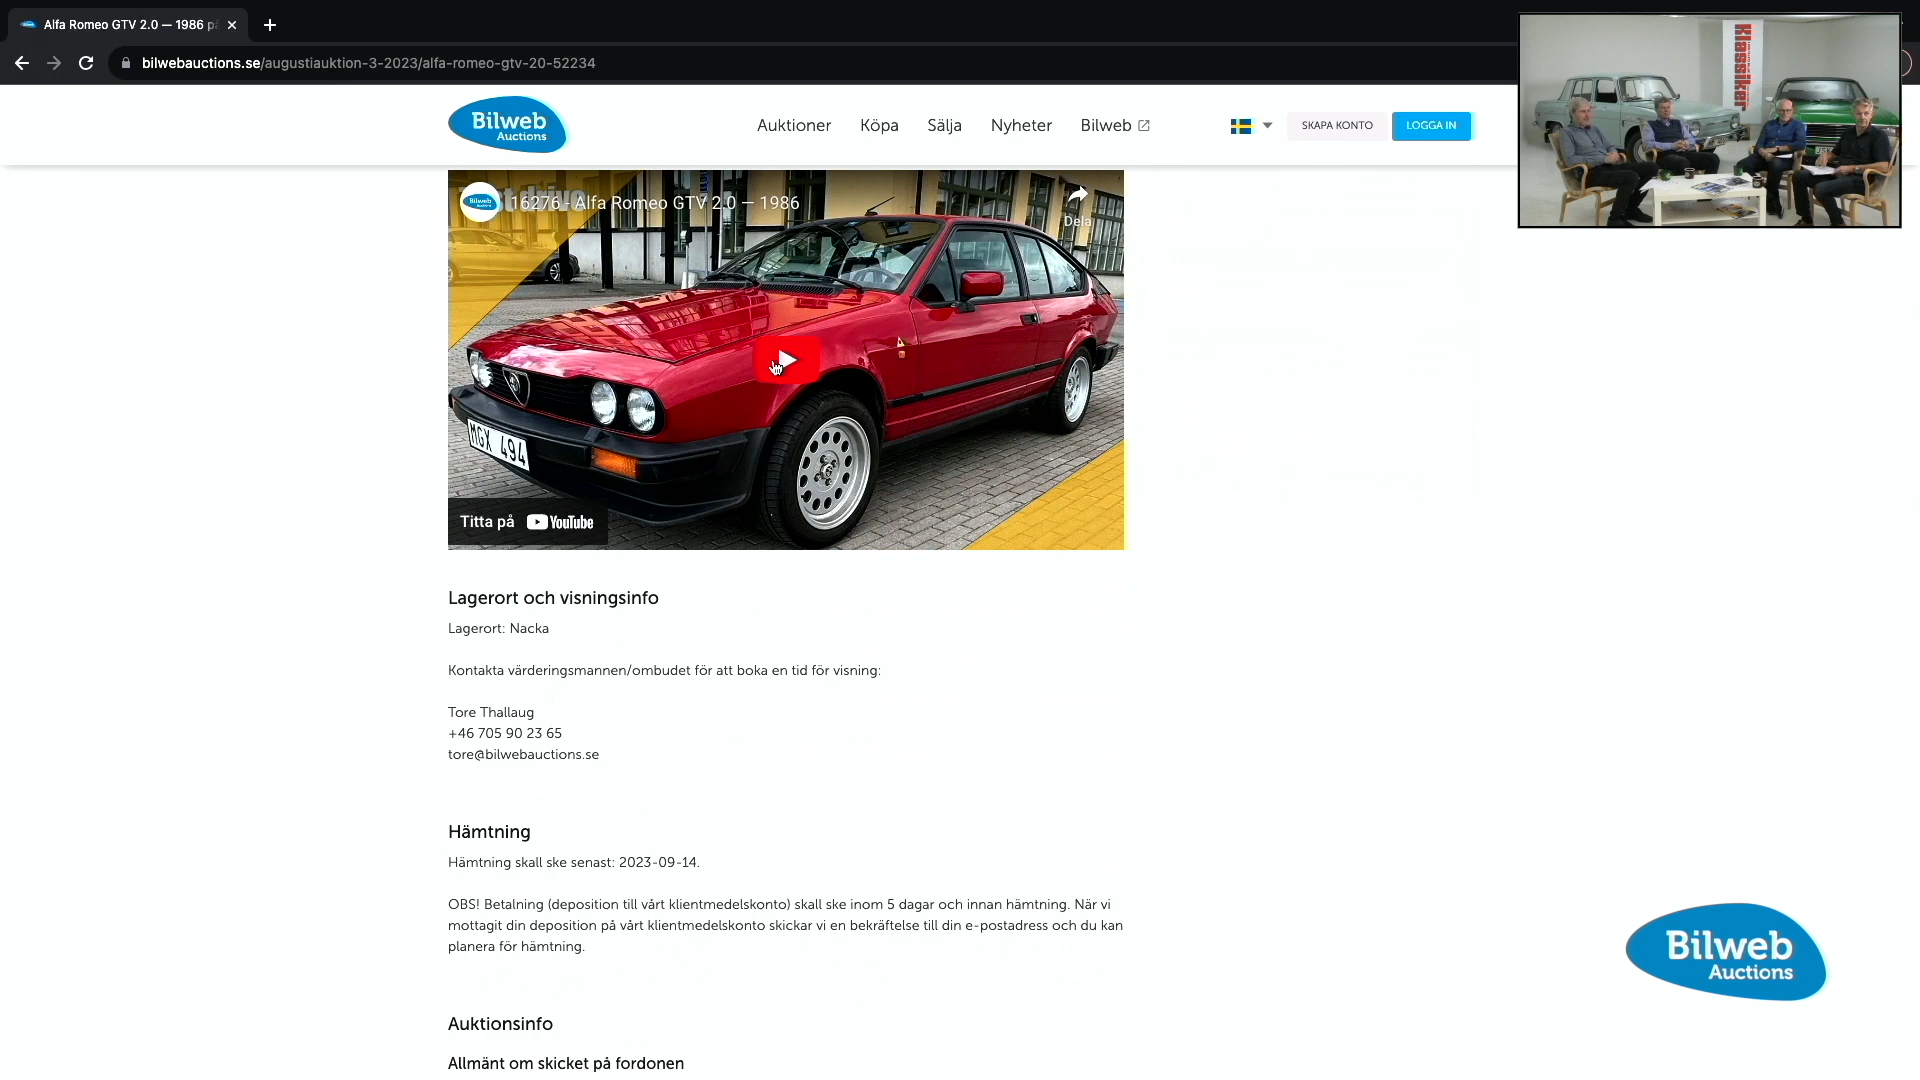 Alfa Romeo GTV 2.0 — 1986 på
bilwebauctions.se/augustiauktion-3-2023/alfa-romeo-gtv-20-52234
Bilweb
Auctions
Auktioner
Köpa
Sälja
Nyheter
Bilweb
SKAPA KONTO
LOGGA IN
Klassiker
Bilweb
16276 - Alfa Romeo GTV 2.0 — 1986
Dela
MGX 494
Titta på YouTube
Lagerort och visningsinfo
Lagerort: Nacka
Kontakta värderingsmannen/ombudet för att boka en tid för visning:
Tore Thallaug
+46 705 90 23 65
tore@bilwebauctions.se
Hämtning
Hämtning skall ske senast: 2023-09-14.
OBS! Betalning (deposition till vårt klientmedelskonto) skall ske inom 5 dagar och innan hämtning. När vi
mottagit din deposition på vårt klientmedelskonto skickar vi en bekräftelse till din e-postadress och du kan
planera för hämtning.
Bilweb
Auctions
Auktionsinfo
Allmänt om skicket på fordonen